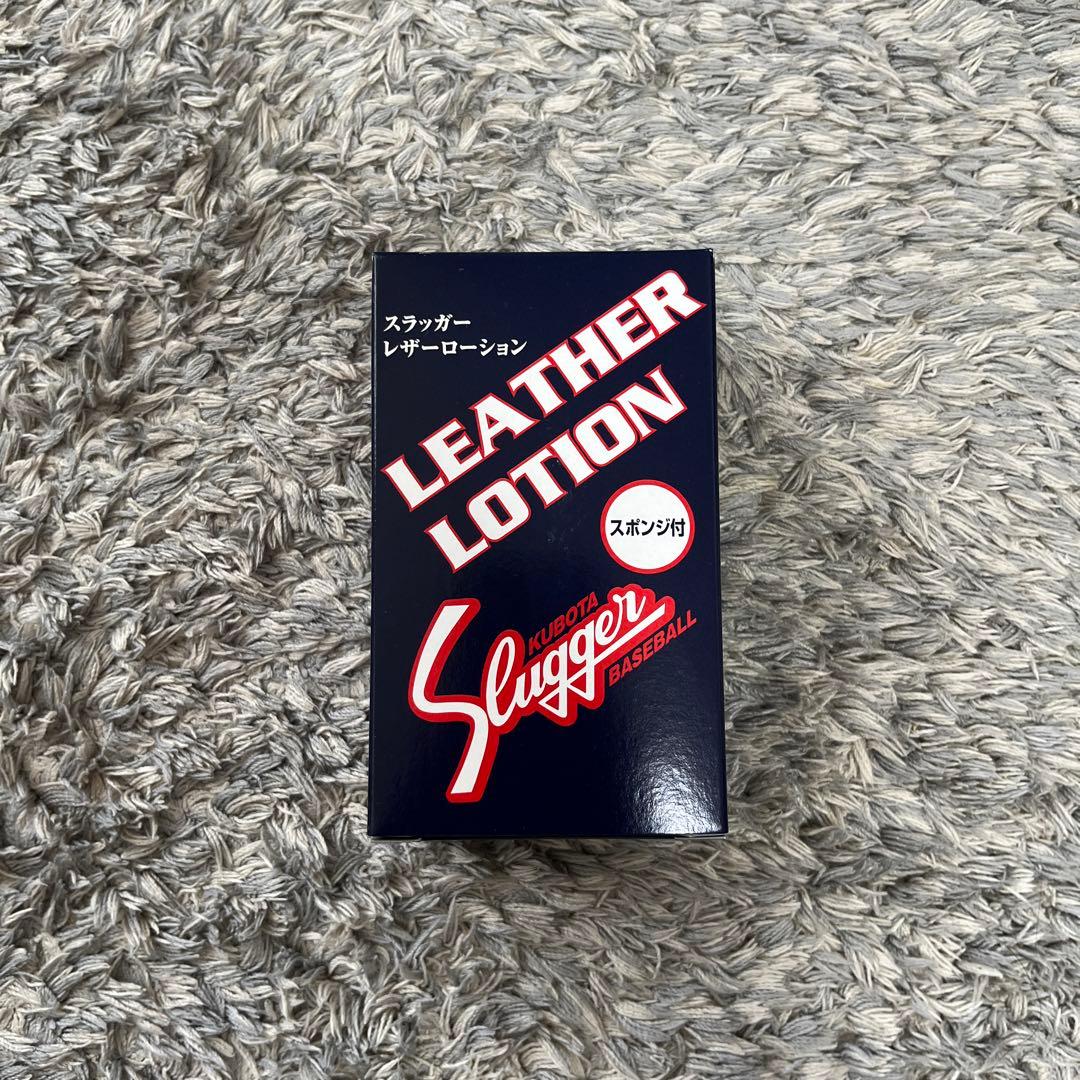 スラッガー
レザーローション
LEATHER
LOTION
スポンジ付
KUBOTA
Slugger
BASEBALL